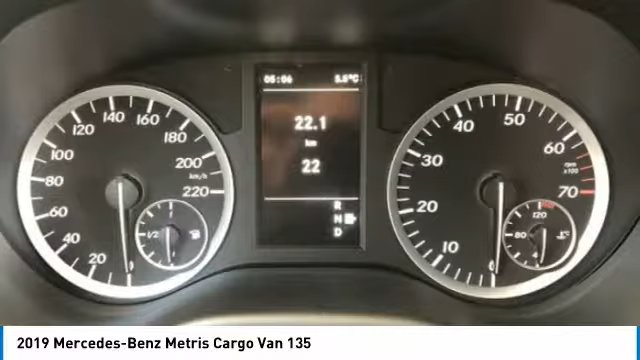 05:06 5.5°C
22.1
km
22
R
N
D
20
40
60
80
100
120
140
160
180
200
km/h
220
1/2
1
10
20
30
40
50
60
rpm
x100
70
80
120
°C
2019 Mercedes-Benz Metris Cargo Van 135